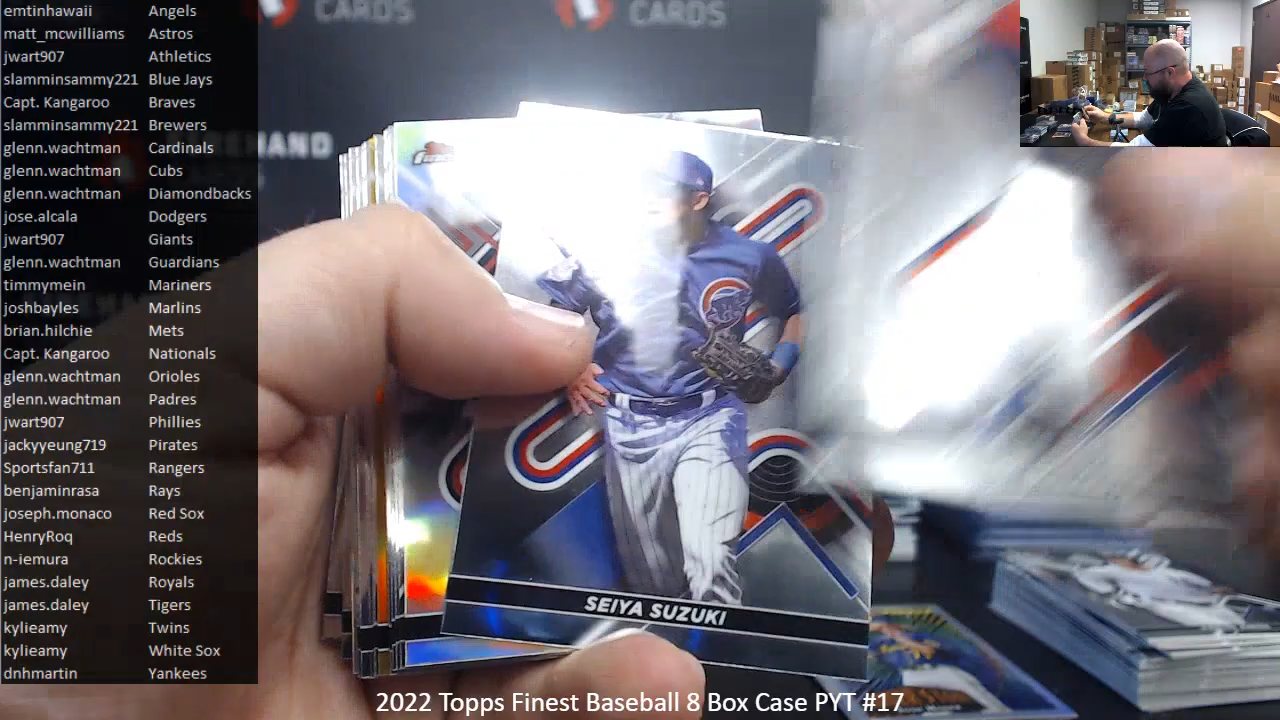 emtinhawaii Angels
matt_mcwilliams Astros
jwart907 Athletics
slamminsammy221 Blue Jays
Capt. Kangaroo Braves
slamminsammy221 Brewers
glenn.wachtman Cardinals
glenn.wachtman Cubs
glenn.wachtman Diamondbacks
jose.alcala Dodgers
jwart907 Giants
glenn.wachtman Guardians
timmymein Mariners
joshbayles Marlins
brian.hilchie Mets
Capt. Kangaroo Nationals
glenn.wachtman Orioles
glenn.wachtman Padres
jwart907 Phillies
jackyyeung719 Pirates
Sportsfan711 Rangers
benjaminrasa Rays
joseph.monaco Red Sox
HenryRoq Reds
n-iemura Rockies
james.daley Royals
james.daley Tigers
kylieamy Twins
kylieamy White Sox
dnhmartin Yankees
CARDS
CARDS
SEIYA SUZUKI
2022 Topps Finest Baseball 8 Box Case PYT #17